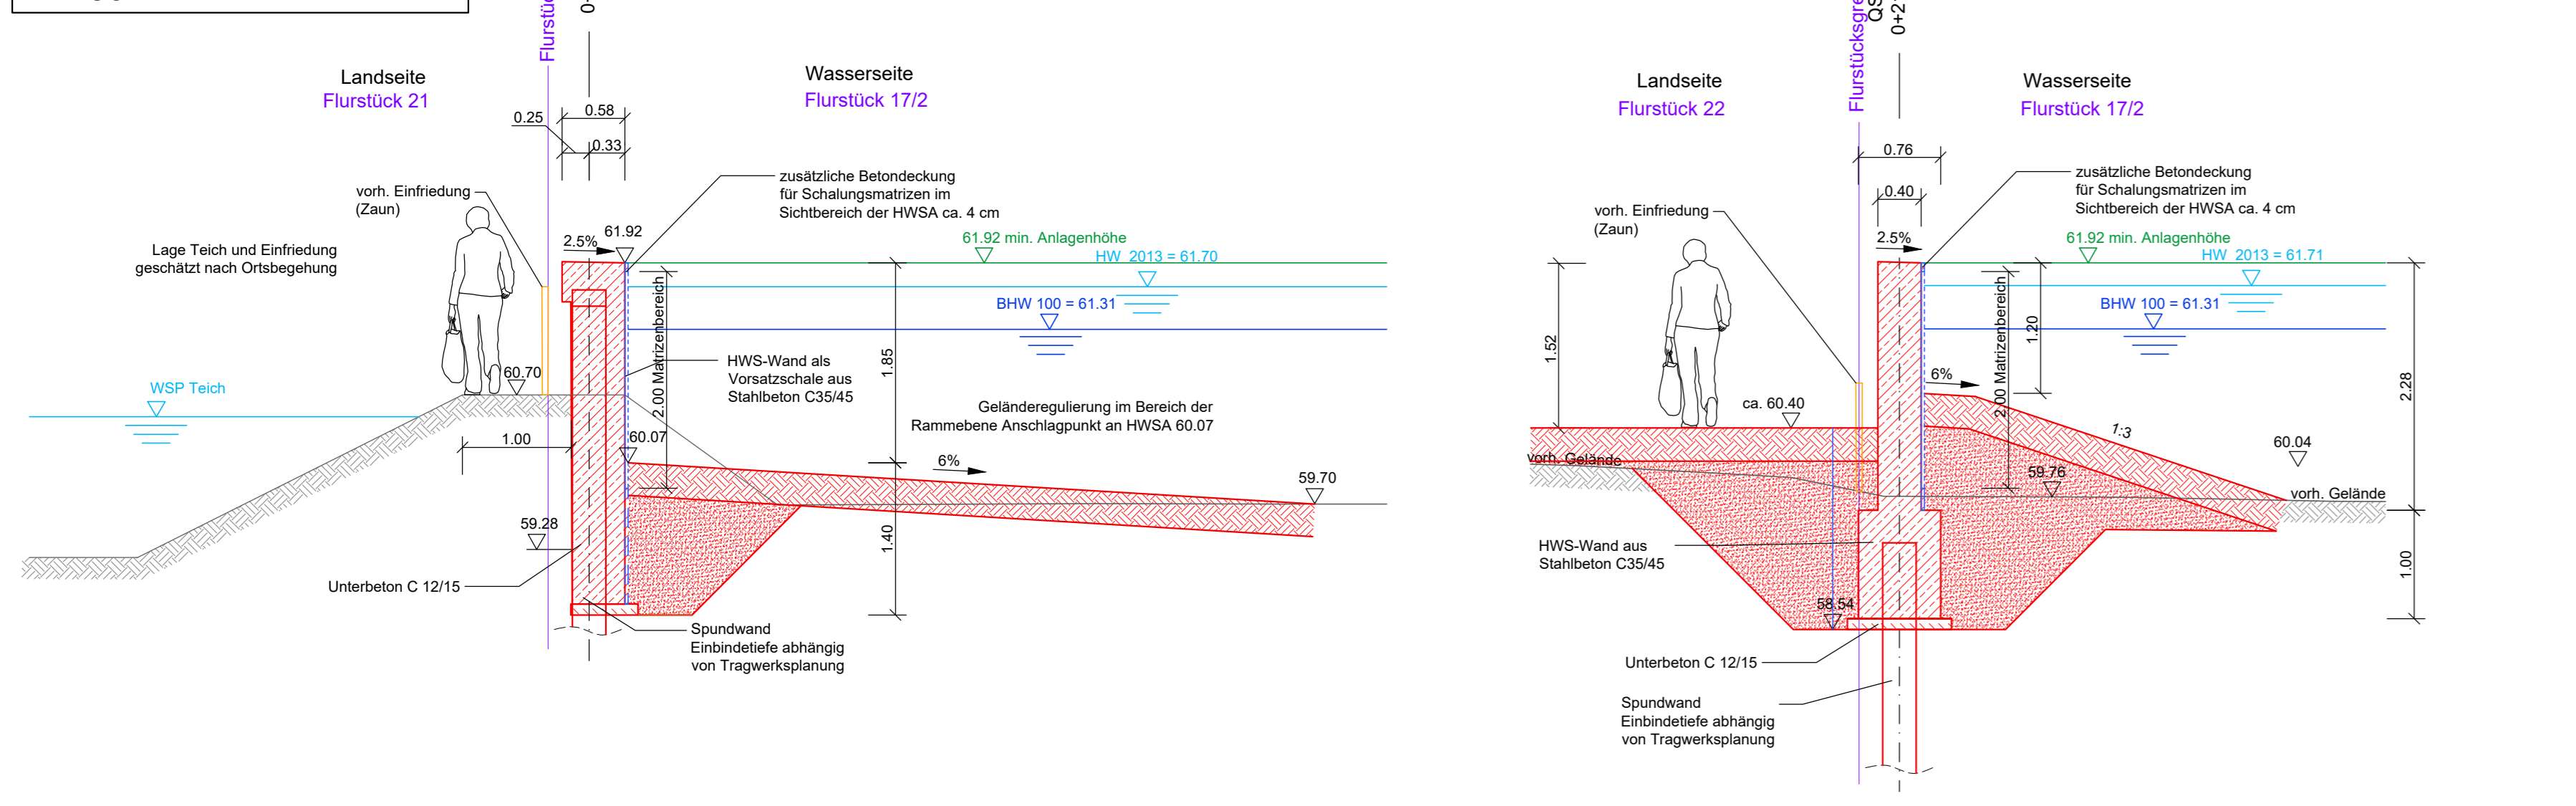 Flurstüc
0+
Landseite
Flurstück 21
Wasserseite
Flurstück 17/2
0.58
0.25
0.33
zusätzliche Betondeckung
für Schalungsmatrizen im
Sichtbereich der HWSA ca. 4 cm
vorh. Einfriedung
(Zaun)
Lage Teich und Einfriedung
geschätzt nach Ortsbegehung
2.5%
61.92
61.92 min. Anlagenhöhe
HW 2013 = 61.70
BHW 100 = 61.31
2.00 Matrizenbereich
1.85
HWS-Wand als
Vorsatzschale aus
Stahlbeton C35/45
60.70
WSP Teich
Geländeregulierung im Bereich der
Rammebene Anschlagpunkt an HWSA 60.07
1.00
60.07
6%
59.70
59.28
1.40
Unterbeton C 12/15
Spundwand
Einbindetiefe abhängig
von Tragwerksplanung
Flurstücksgre
QS
0+2
Landseite
Flurstück 22
Wasserseite
Flurstück 17/2
0.76
0.40
zusätzliche Betondeckung
für Schalungsmatrizen im
Sichtbereich der HWSA ca. 4 cm
vorh. Einfriedung
(Zaun)
2.5%
61.92 min. Anlagenhöhe
HW 2013 = 61.71
BHW 100 = 61.31
1.52
2.00 Matrizenbereich
1.20
2.28
6%
ca. 60.40
1:3
60.04
vorh. Gelände
59.76
vorh. Gelände
HWS-Wand aus
Stahlbeton C35/45
1.00
58.54
Unterbeton C 12/15
Spundwand
Einbindetiefe abhängig
von Tragwerksplanung